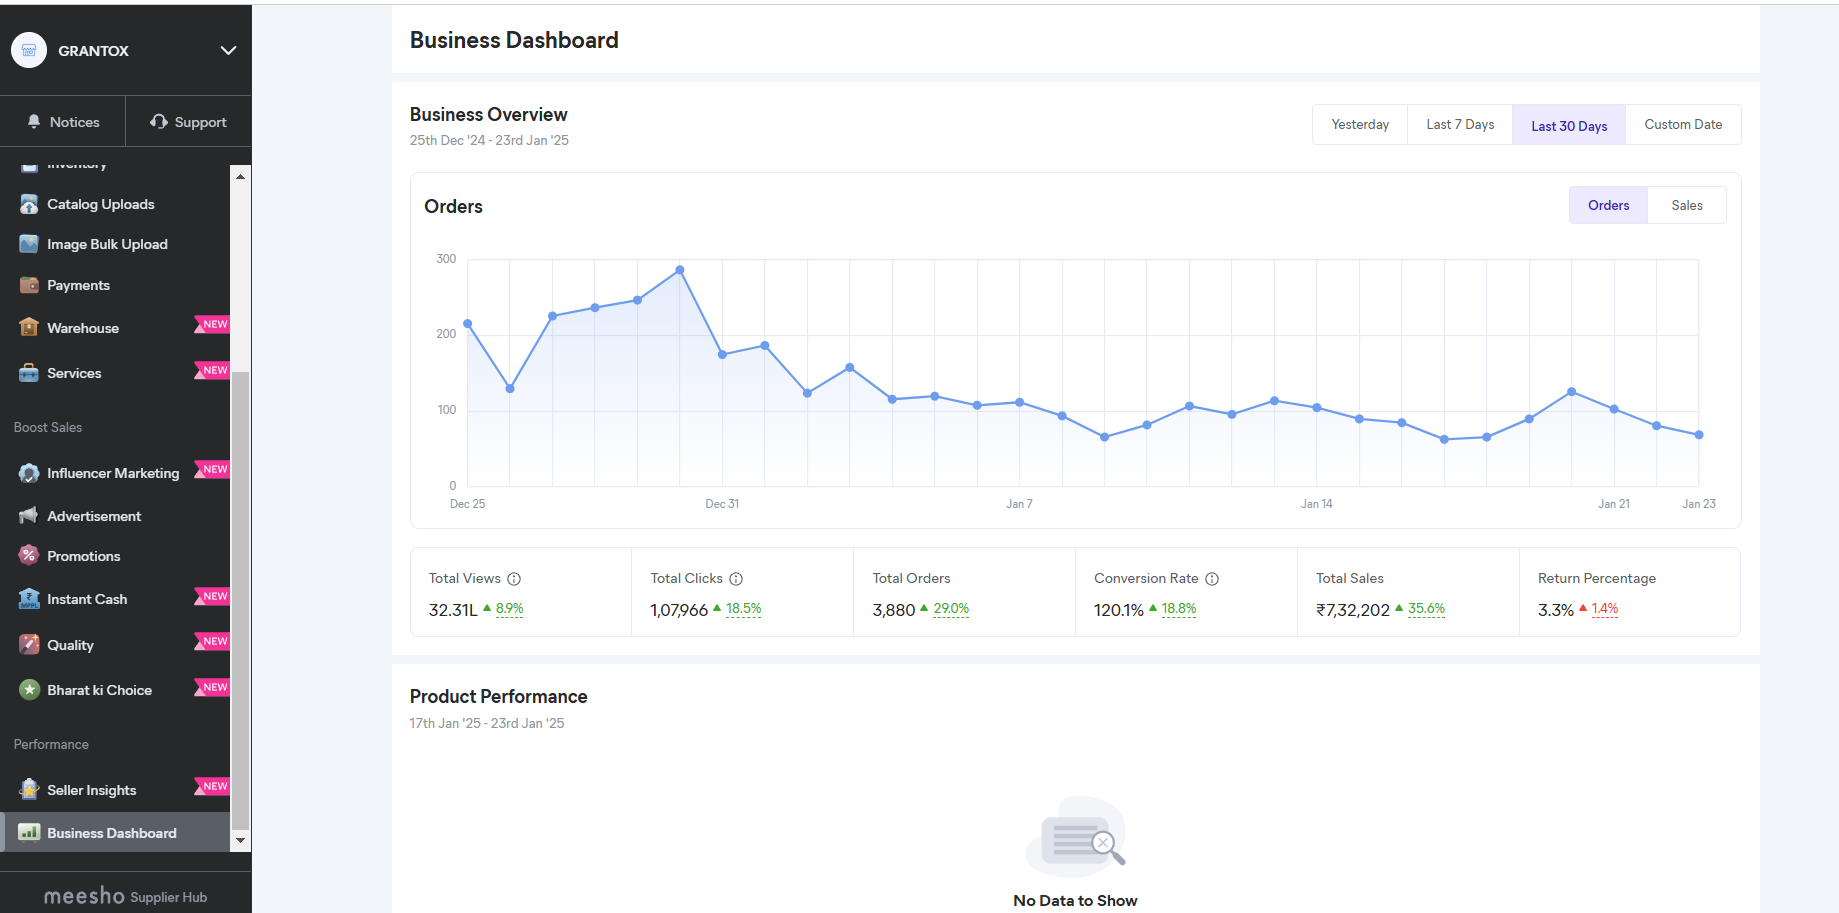 GRANTOX
Notices
Support
Inventory
Catalog Uploads
Image Bulk Upload
Payments
Warehouse NEW
Services NEW
Boost Sales
Influencer Marketing NEW
Advertisement
Promotions
Instant Cash NEW
Quality NEW
Bharat ki Choice NEW
Performance
Seller Insights NEW
Business Dashboard
meesho Supplier Hub
Business Dashboard
Business Overview
25th Dec '24 - 23rd Jan '25
Yesterday Last 7 Days Last 30 Days Custom Date
Orders
Orders Sales
300
200
100
0
Dec 25 Dec 31 Jan 7 Jan 14 Jan 21 Jan 23
Total Views
32.31L 8.9%
Total Clicks
1,07,966 18.5%
Total Orders
3,880 29.0%
Conversion Rate
120.1% 18.8%
Total Sales
₹7,32,202 35.6%
Return Percentage
3.3% 1.4%
Product Performance
17th Jan '25 - 23rd Jan '25
No Data to Show